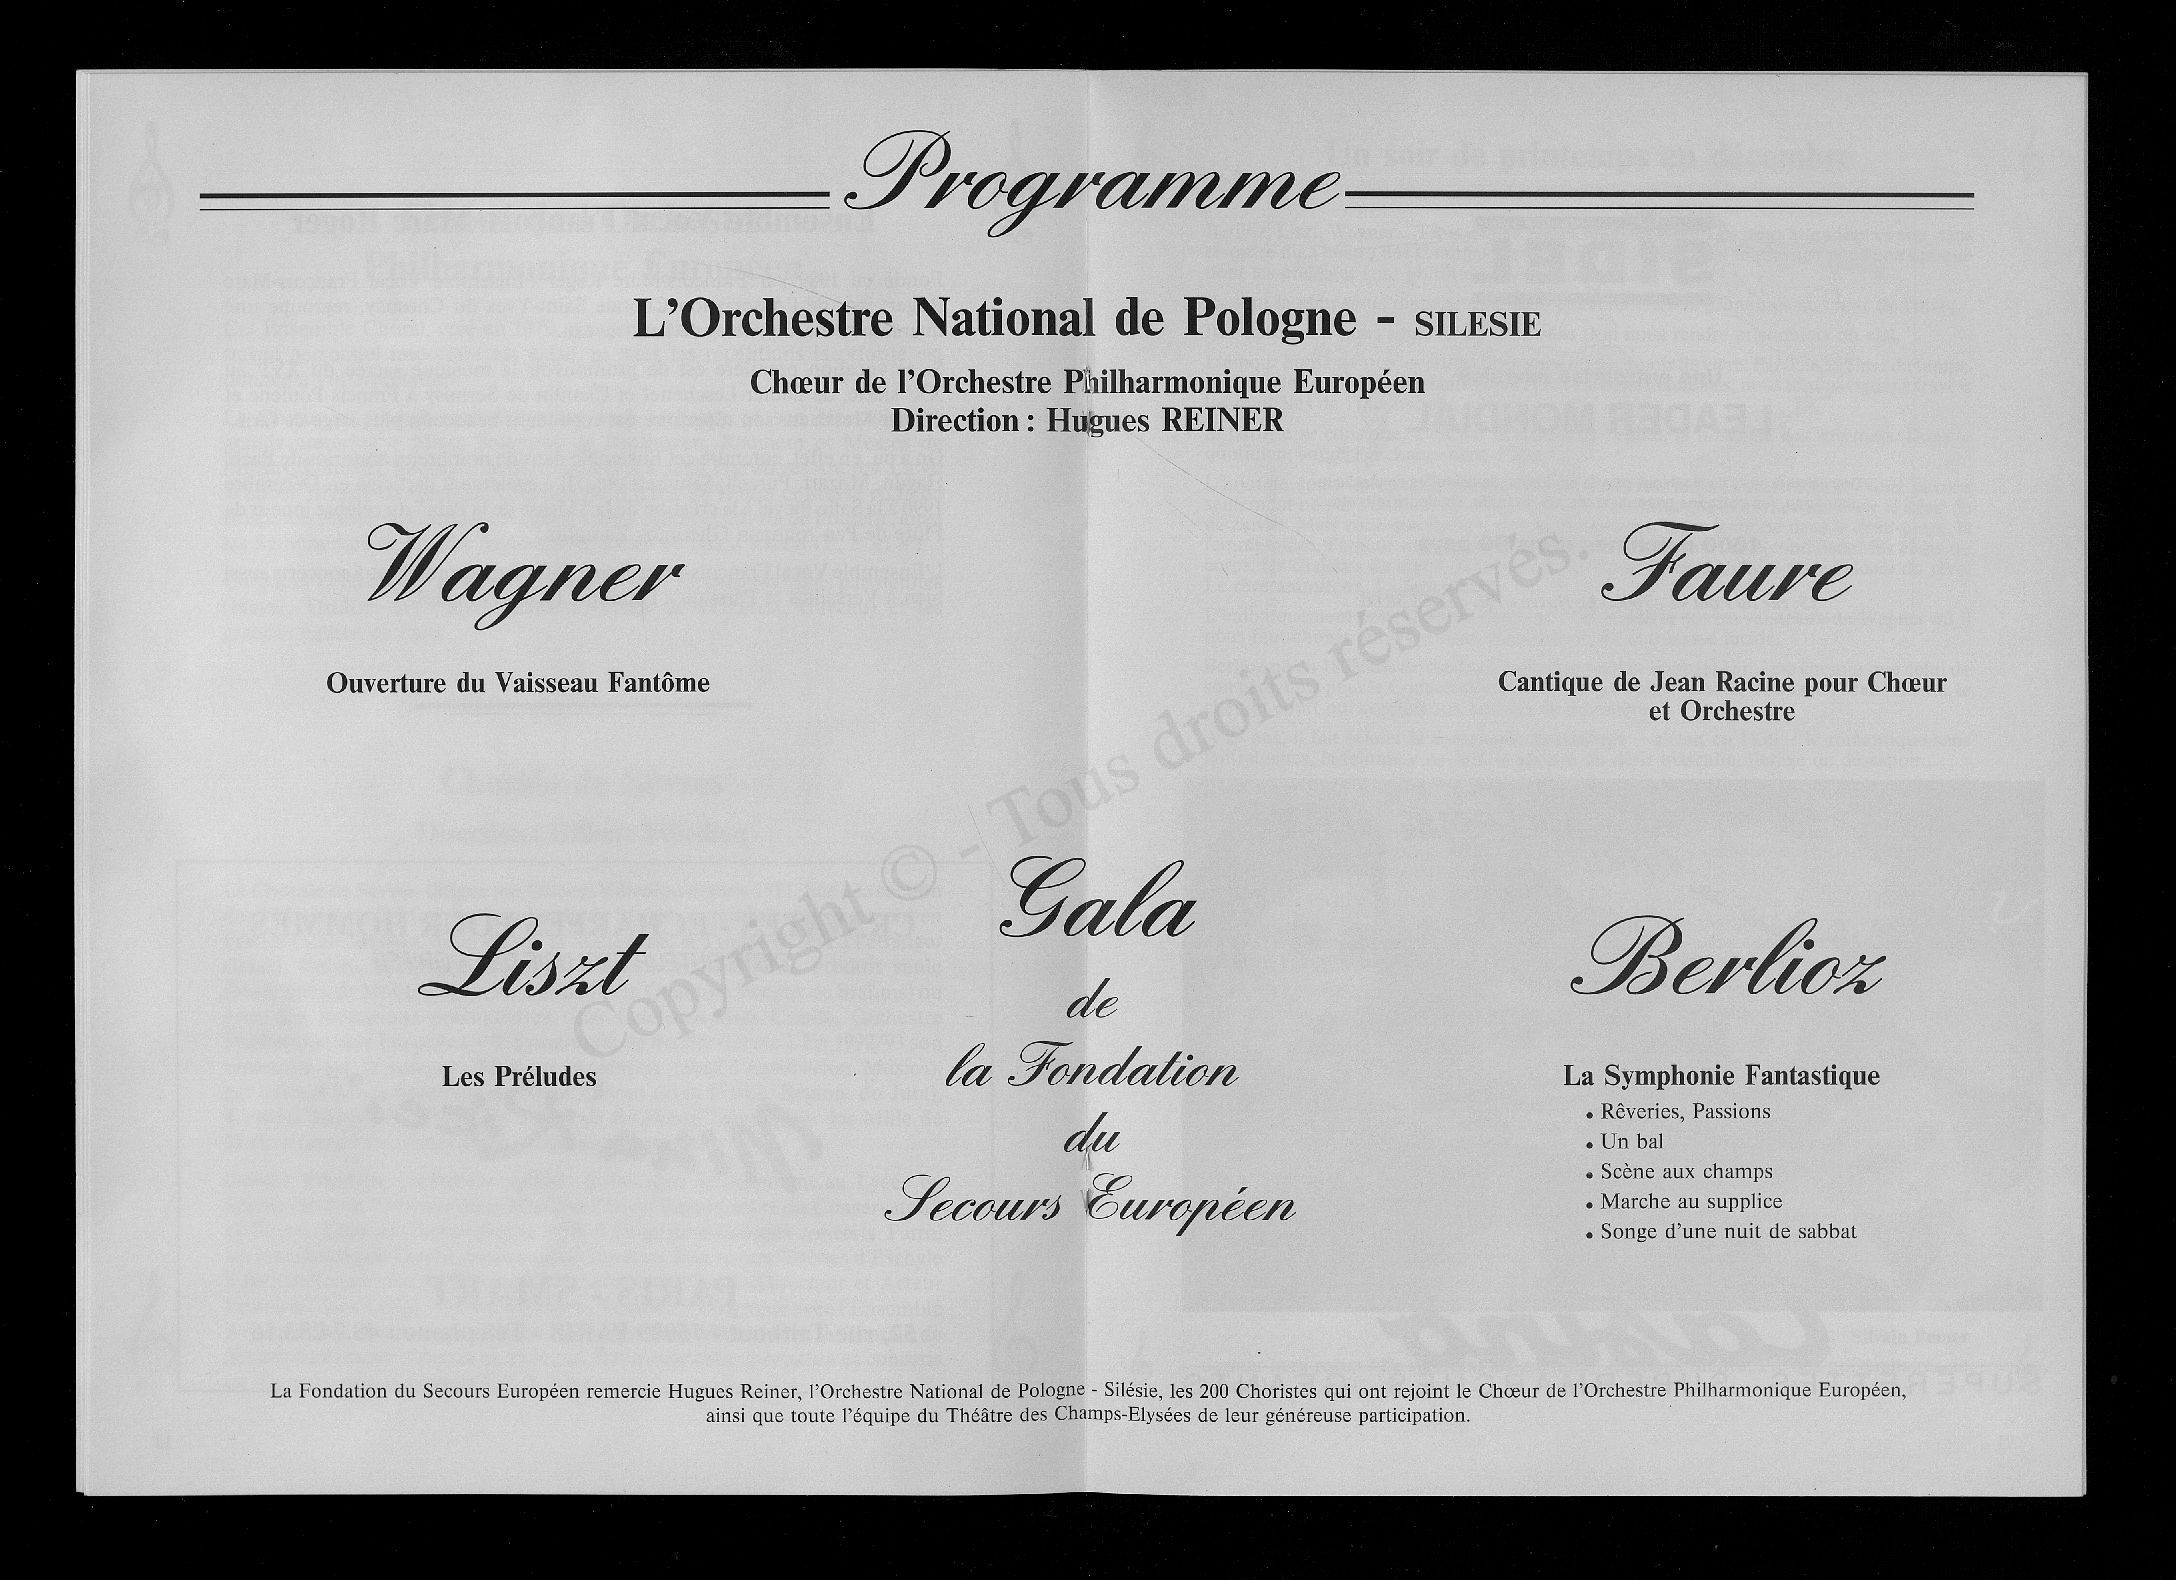 Programme
L'Orchestre National de Pologne - SILESIE
Chœur de l'Orchestre Philharmonique Européen
Direction : Hugues REINER
Wagner
Ouverture du Vaisseau Fantôme
Faure
Cantique de Jean Racine pour Chœur
et Orchestre
Liszt
Les Préludes
Gala
de
la Fondation
du
Secours Européen
Berlioz
La Symphonie Fantastique
• Rêveries, Passions
• Un bal
• Scène aux champs
• Marche au supplice
• Songe d'une nuit de sabbat
La Fondation du Secours Européen remercie Hugues Reiner, l'Orchestre National de Pologne - Silésie, les 200 Choristes qui ont rejoint le Chœur de l'Orchestre Philharmonique Européen,
ainsi que toute l'équipe du Théâtre des Champs-Elysées de leur généreuse participation.
Copyright © - Tous droits réservés.